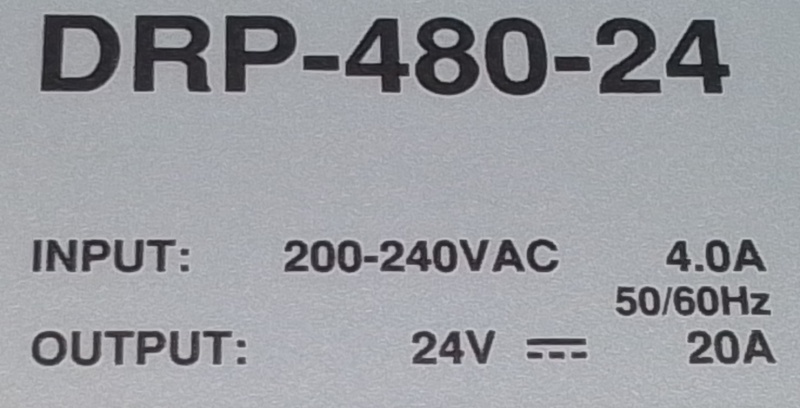 DRP-480-24
INPUT: 200-240VAC 4.0A
50/60Hz
OUTPUT: 24V ⎓ 20A